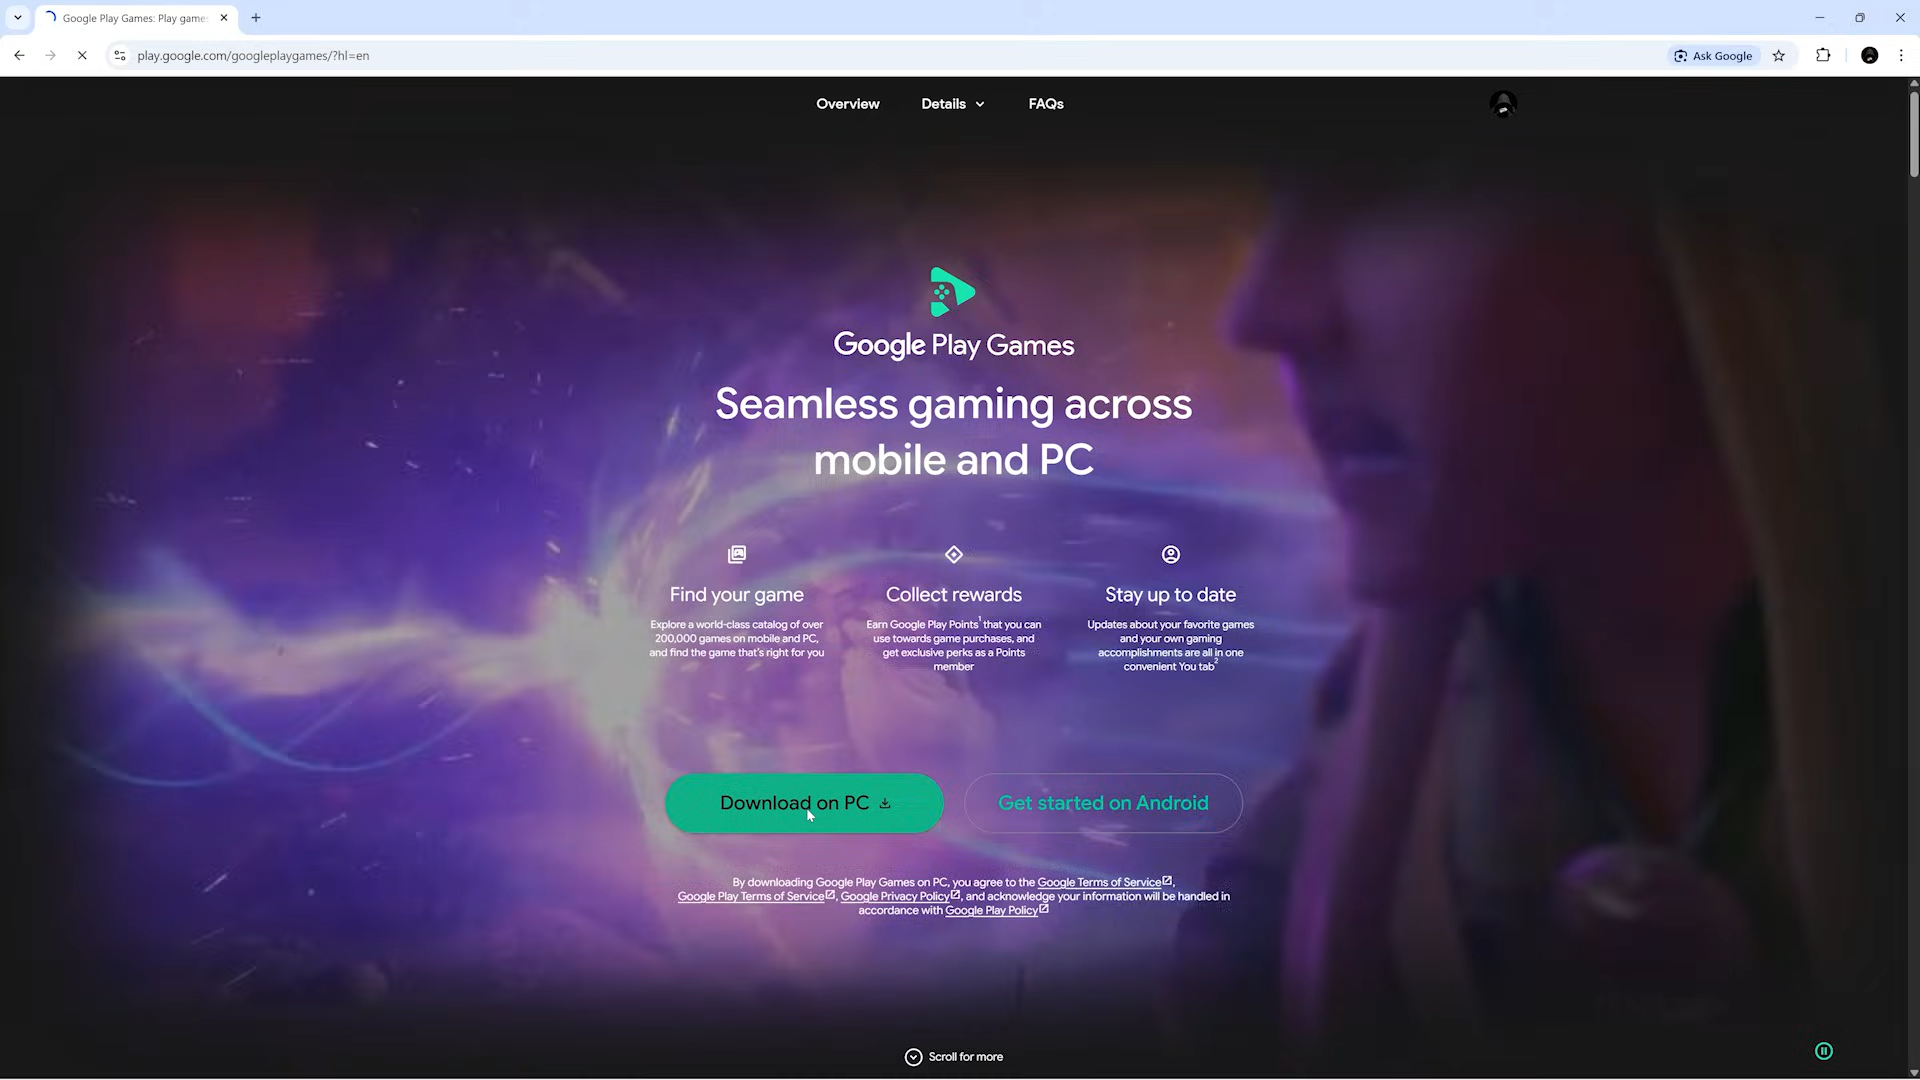 Google Play Games: Play games
play.google.com/googleplaygames/?hl=en
Ask Google
Overview
Details
FAQs
Google Play Games
Seamless gaming across
mobile and PC
Find your game
Explore a world-class catalog of over
200,000 games on mobile and PC,
and find the game that's right for you
Collect rewards
Earn Google Play Points¹ that you can
use towards game purchases, and
get exclusive perks as a Points
member
Stay up to date
Updates about your favorite games
and your own gaming
accomplishments are all in one
convenient You tab²
Download on PC
Get started on Android
By downloading Google Play Games on PC, you agree to the Google Terms of Service,
Google Play Terms of Service, Google Privacy Policy, and acknowledge your information will be handled in
accordance with Google Play Policy
Scroll for more